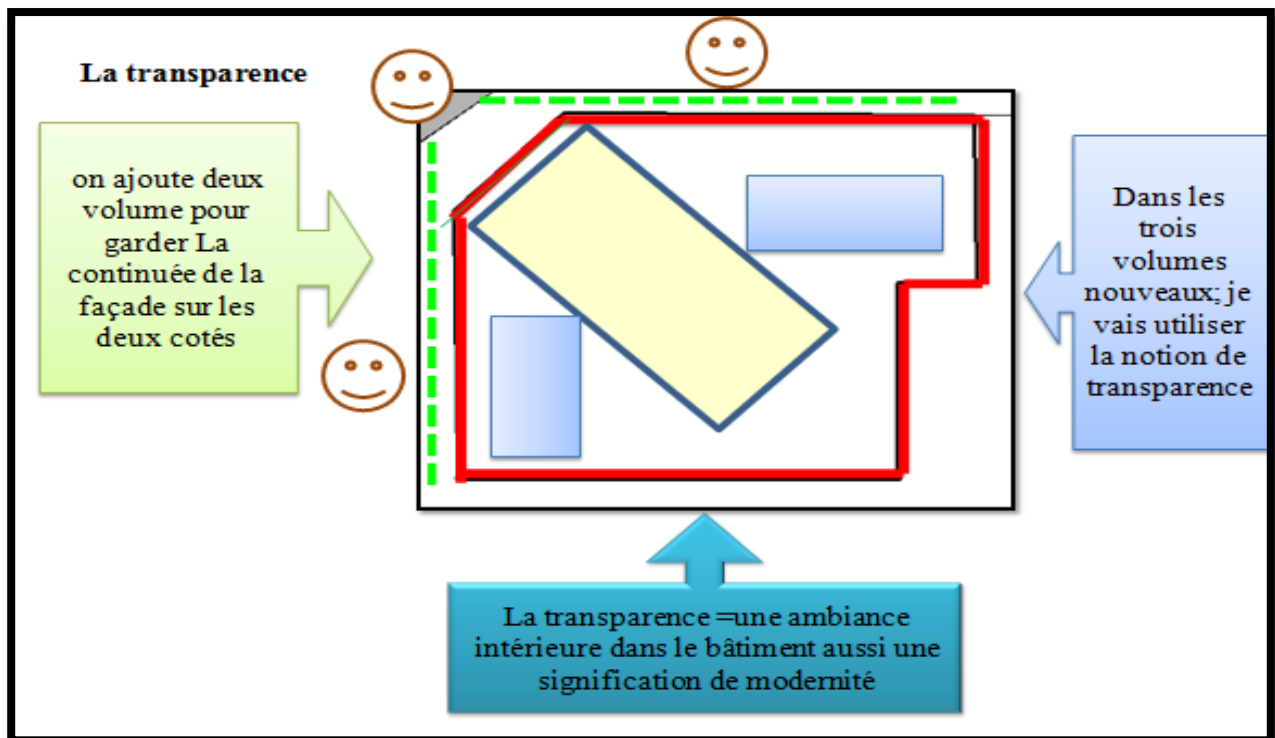 La transparence
on ajoute deux
volume pour
garder La
continuée de la
façade sur les
deux cotés
Dans les
trois
volumes
nouveaux; je
vais utiliser
la notion de
transparence
La transparence =une ambiance
intérieure dans le bâtiment aussi une
signification de modernité